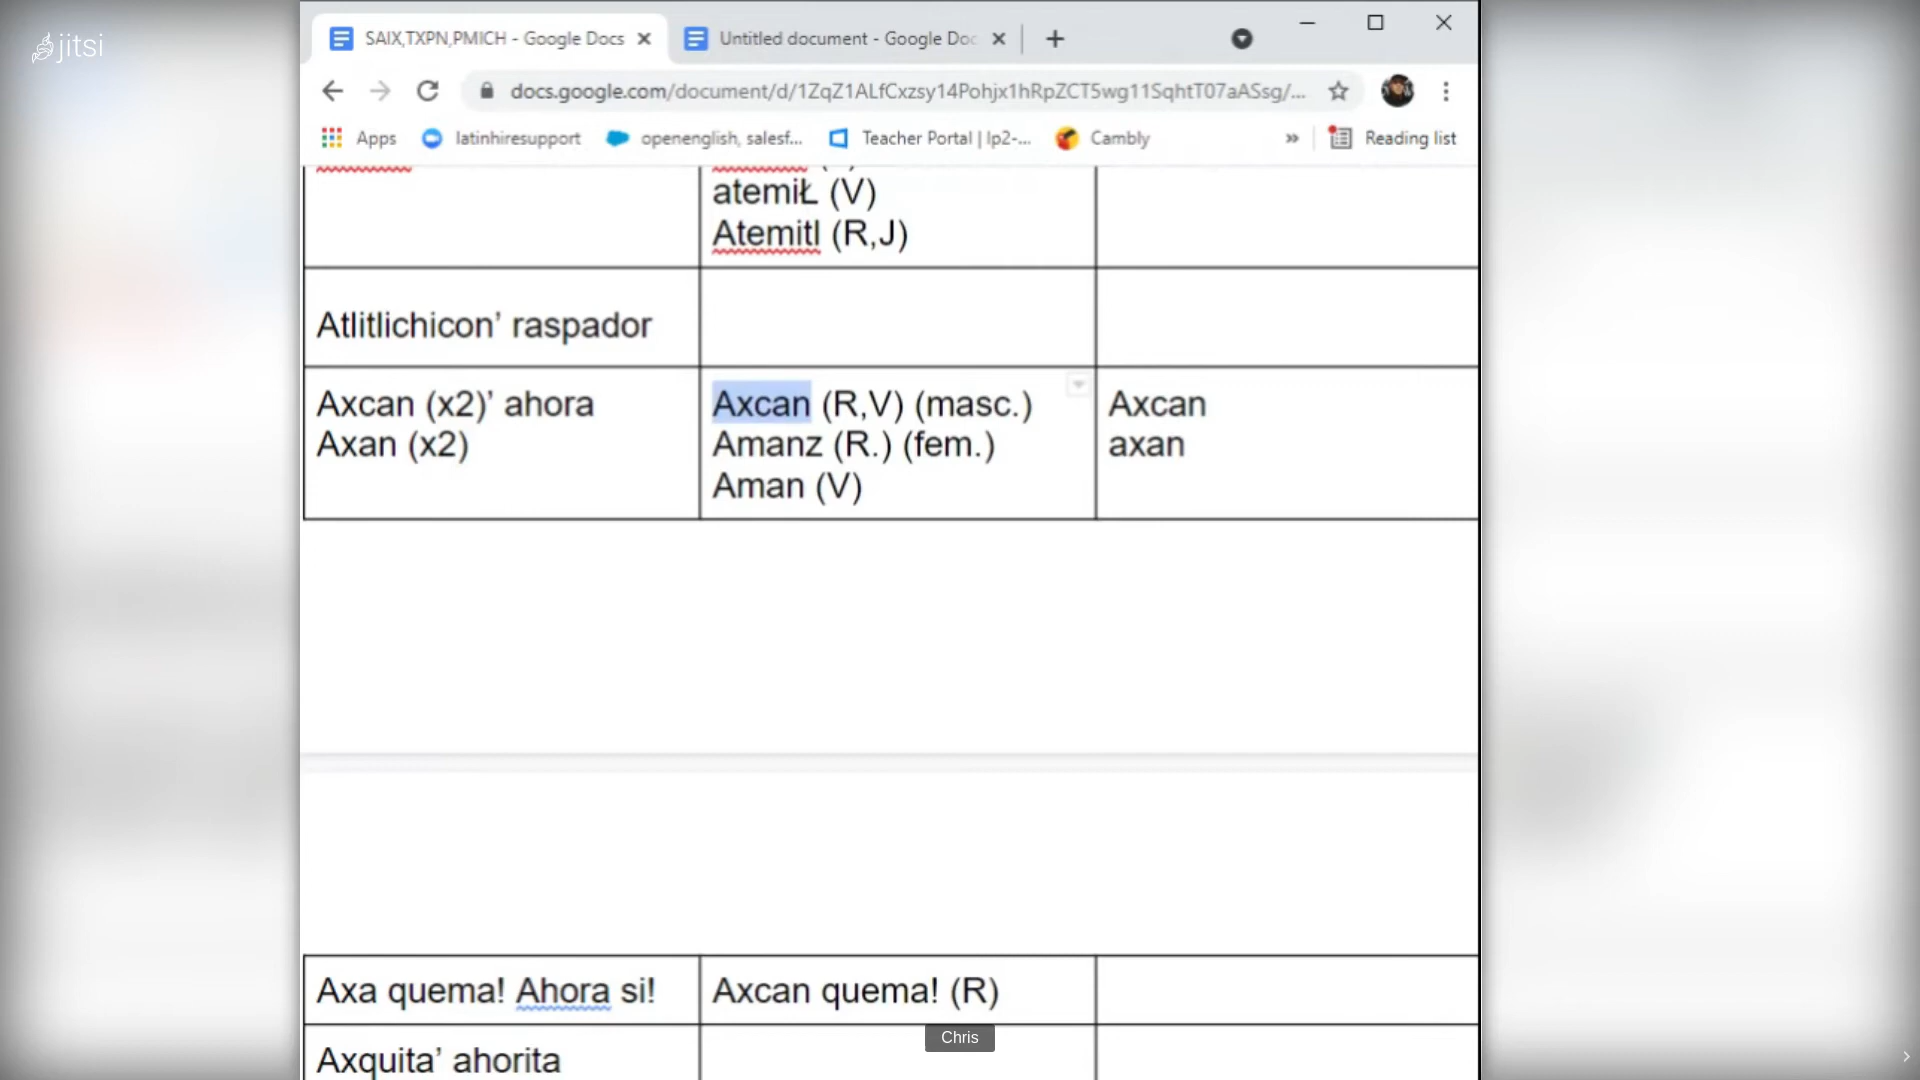 jitsi
SAIX,TXPN,PMICH - Google Docs
Untitled document - Google Doc
docs.google.com/document/d/1ZqZ1ALfCxzsy14Pohjx1hRpZCT5wg11SqhtT07aASsg/...
Apps
latinhiresupport
openenglish, salesf...
Teacher Portal | lp2-...
Cambly
»
Reading list
atemiŁ (V)
Atemitl (R,J)
Atlitlichicon’ raspador
Axcan (x2)’ ahora
Axan (x2)
Axcan (R,V) (masc.)
Amanz (R.) (fem.)
Aman (V)
Axcan
axan
Axa quema! Ahora si!
Axcan quema! (R)
Axquita’ ahorita
Chris